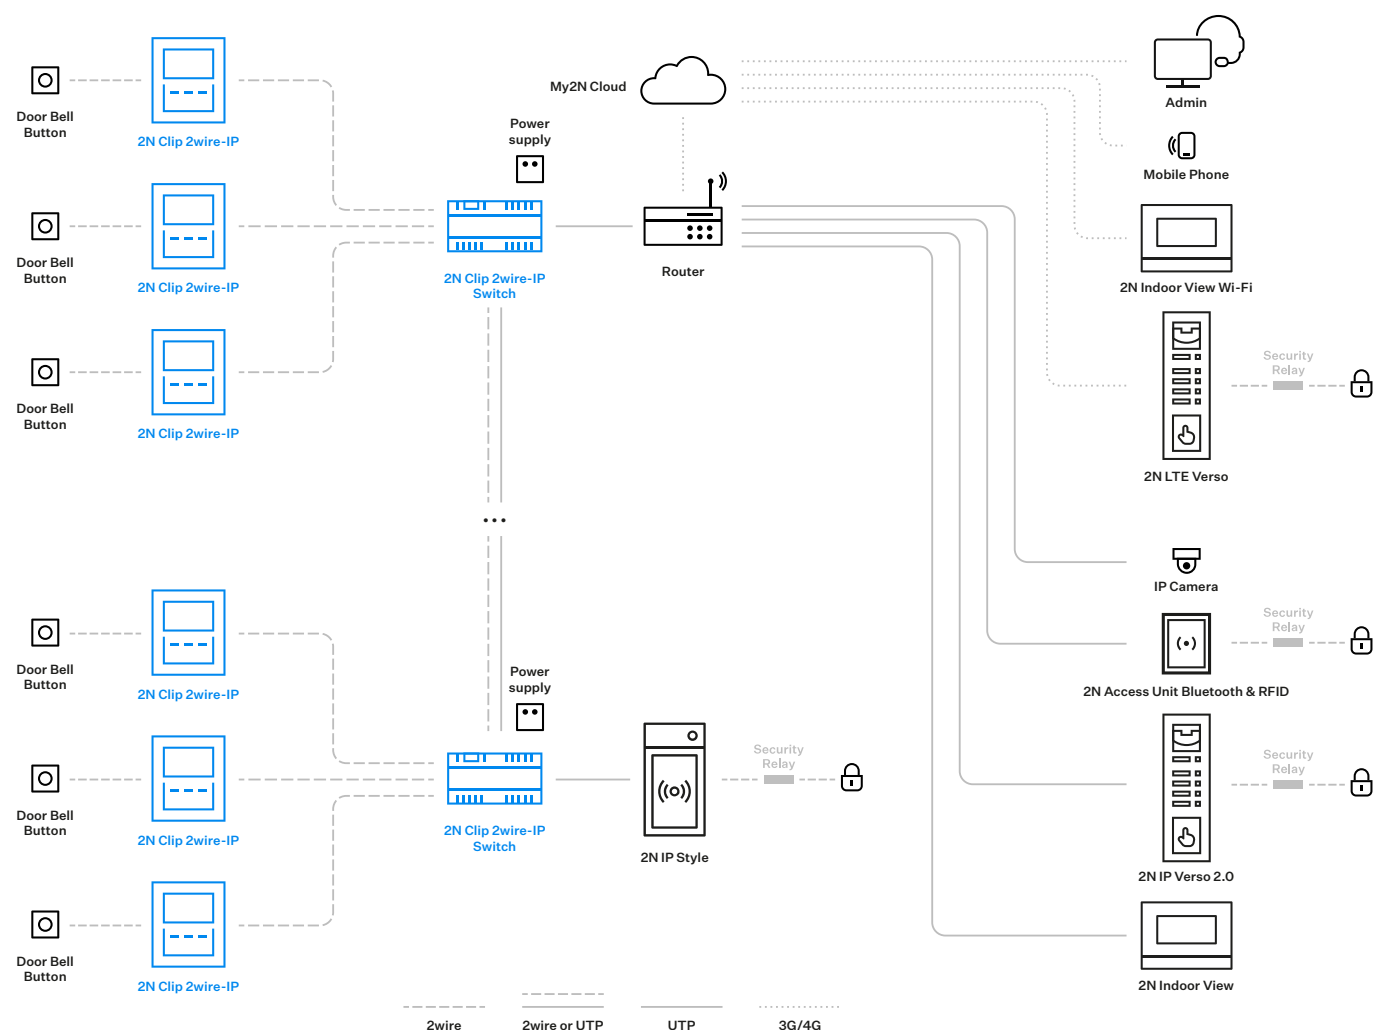 Door Bell
Button
2N Clip 2wire-IP
Door Bell
Button
2N Clip 2wire-IP
Door Bell
Button
2N Clip 2wire-IP
Power
supply
2N Clip 2wire-IP
Switch
My2N Cloud
Router
Admin
Mobile Phone
2N Indoor View Wi-Fi
Security
Relay
2N LTE Verso
...
IP Camera
Security
Relay
2N Access Unit Bluetooth & RFID
Security
Relay
2N IP Verso 2.0
2N Indoor View
Door Bell
Button
2N Clip 2wire-IP
Door Bell
Button
2N Clip 2wire-IP
Door Bell
Button
2N Clip 2wire-IP
Power
supply
2N Clip 2wire-IP
Switch
Security
Relay
2N IP Style
2wire
2wire or UTP
UTP
3G/4G